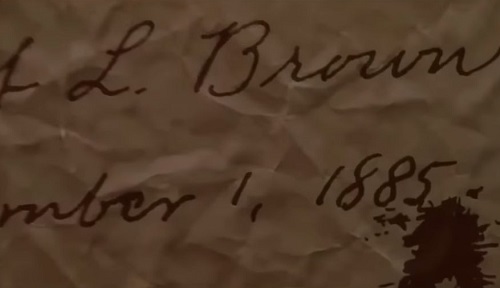 L. Brown
mber 1, 1885